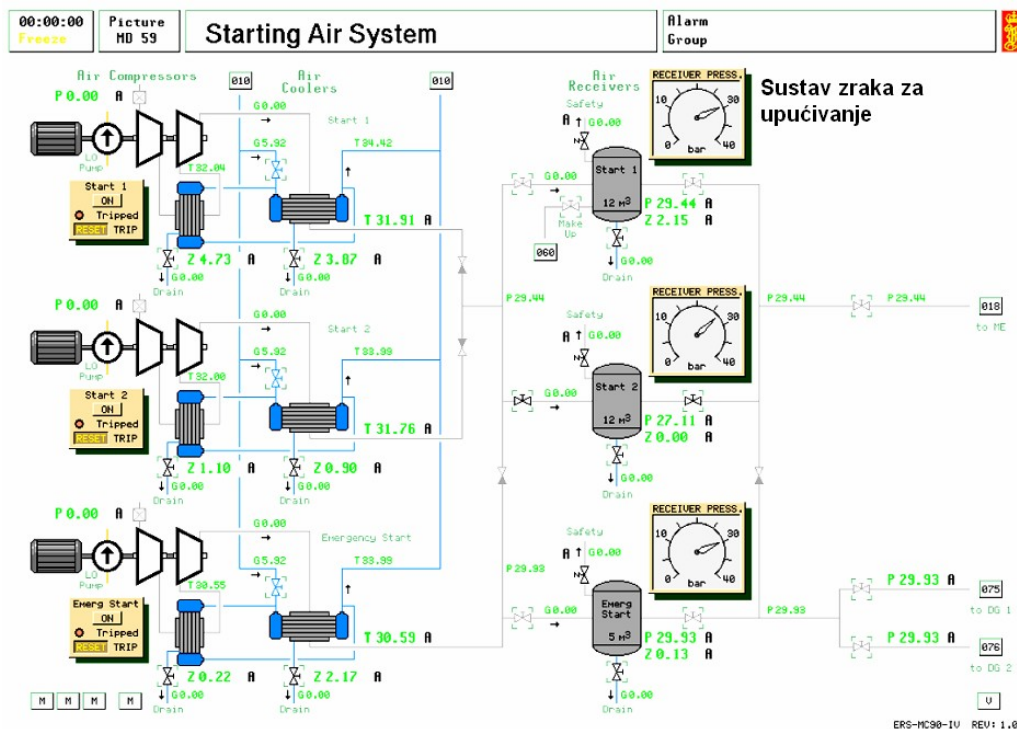 00:00:00
Freeze
Picture
MD 59
Starting Air System
Alarm
Group
Air Compressors
Air
Coolers
Air
Receivers
Sustav zraka za
upućivanje
P 0.00 A
010
010
G0.00
Start 1
G5.92
T34.42
LO
Pump
T32.04
Start 1
ON
Tripped
RESET TRIP
T 31.91 A
Z 4.73 A
Z 3.87 A
G0.00
G0.00
Drain
Drain
Safety
A G0.00
RECEIVER PRESS.
0 10 30 40
bar
Start 1
12 M³
G0.00
Make
Up
060
P 29.44 A
Z 2.15 A
G0.00
Drain
P 0.00 A
G0.00
Start 2
G5.92
T33.99
LO
Pump
T32.00
Start 2
ON
Tripped
RESET TRIP
T 31.76 A
Z 1.10 A
Z 0.90 A
G0.00
G0.00
Drain
Drain
P29.44
Safety
G0.00
RECEIVER PRESS.
0 10 30 40
bar
Start 2
12 M³
G0.00
P 27.11 A
Z 0.00 A
G0.00
Drain
P29.44
P29.44
018
to ME
P 0.00 A
G0.00
Emergency Start
G5.92
T33.99
LO
Pump
T30.55
Emerg Start
ON
Tripped
RESET TRIP
T 30.59 A
Z 0.22 A
Z 2.17 A
G0.00
G0.00
Drain
Drain
P29.93
Safety
A G0.00
RECEIVER PRESS.
0 10 30 40
bar
Emerg
Start
5 M³
G0.00
P 29.93 A
Z 0.13 A
G0.00
Drain
P29.93
P 29.93 A
075
to DG 1
P 29.93 A
076
to DG 2
M M M M
V
ERS-MC90-IV REV: 1.0